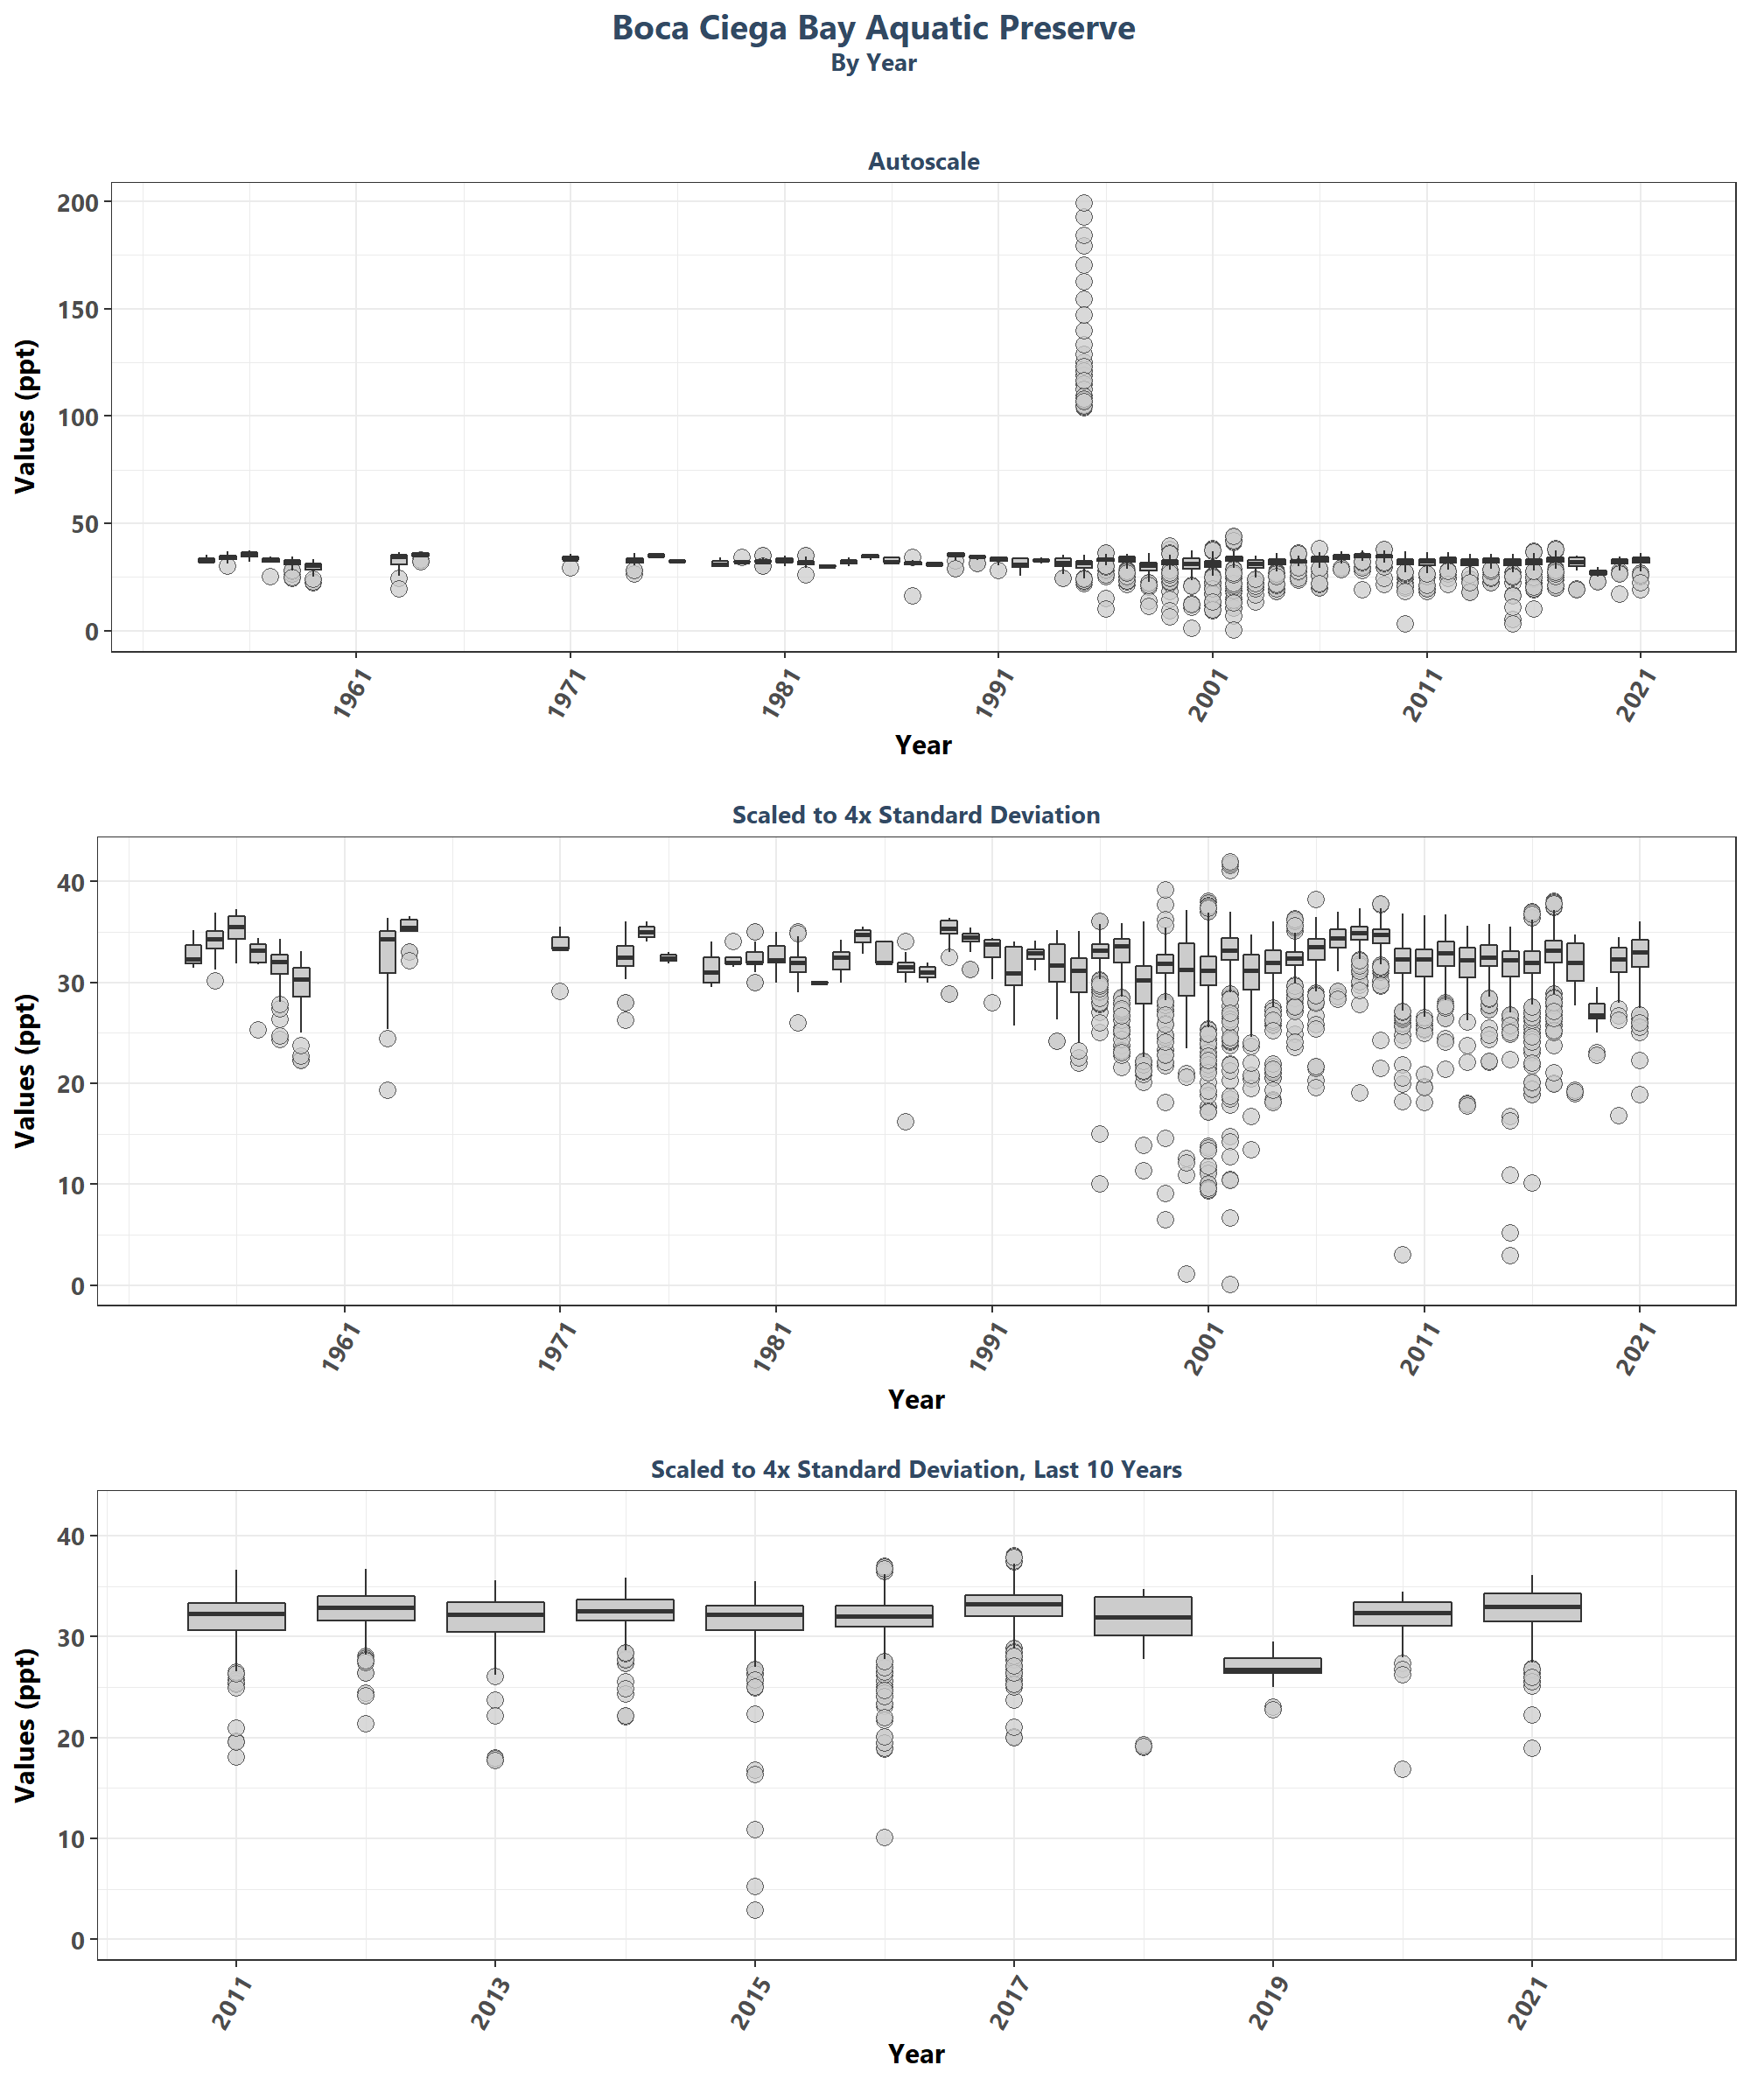 Boca Ciega Bay Aquatic Preserve
By Year
Autoscale
Values (ppt)
200
150
100
50
0
1961 1971 1981 1991 2001 2011 2021
Year
Scaled to 4x Standard Deviation
Values (ppt)
40
30
20
10
0
1961 1971 1981 1991 2001 2011 2021
Year
Scaled to 4x Standard Deviation, Last 10 Years
Values (ppt)
40
30
20
10
0
2011 2013 2015 2017 2019 2021
Year